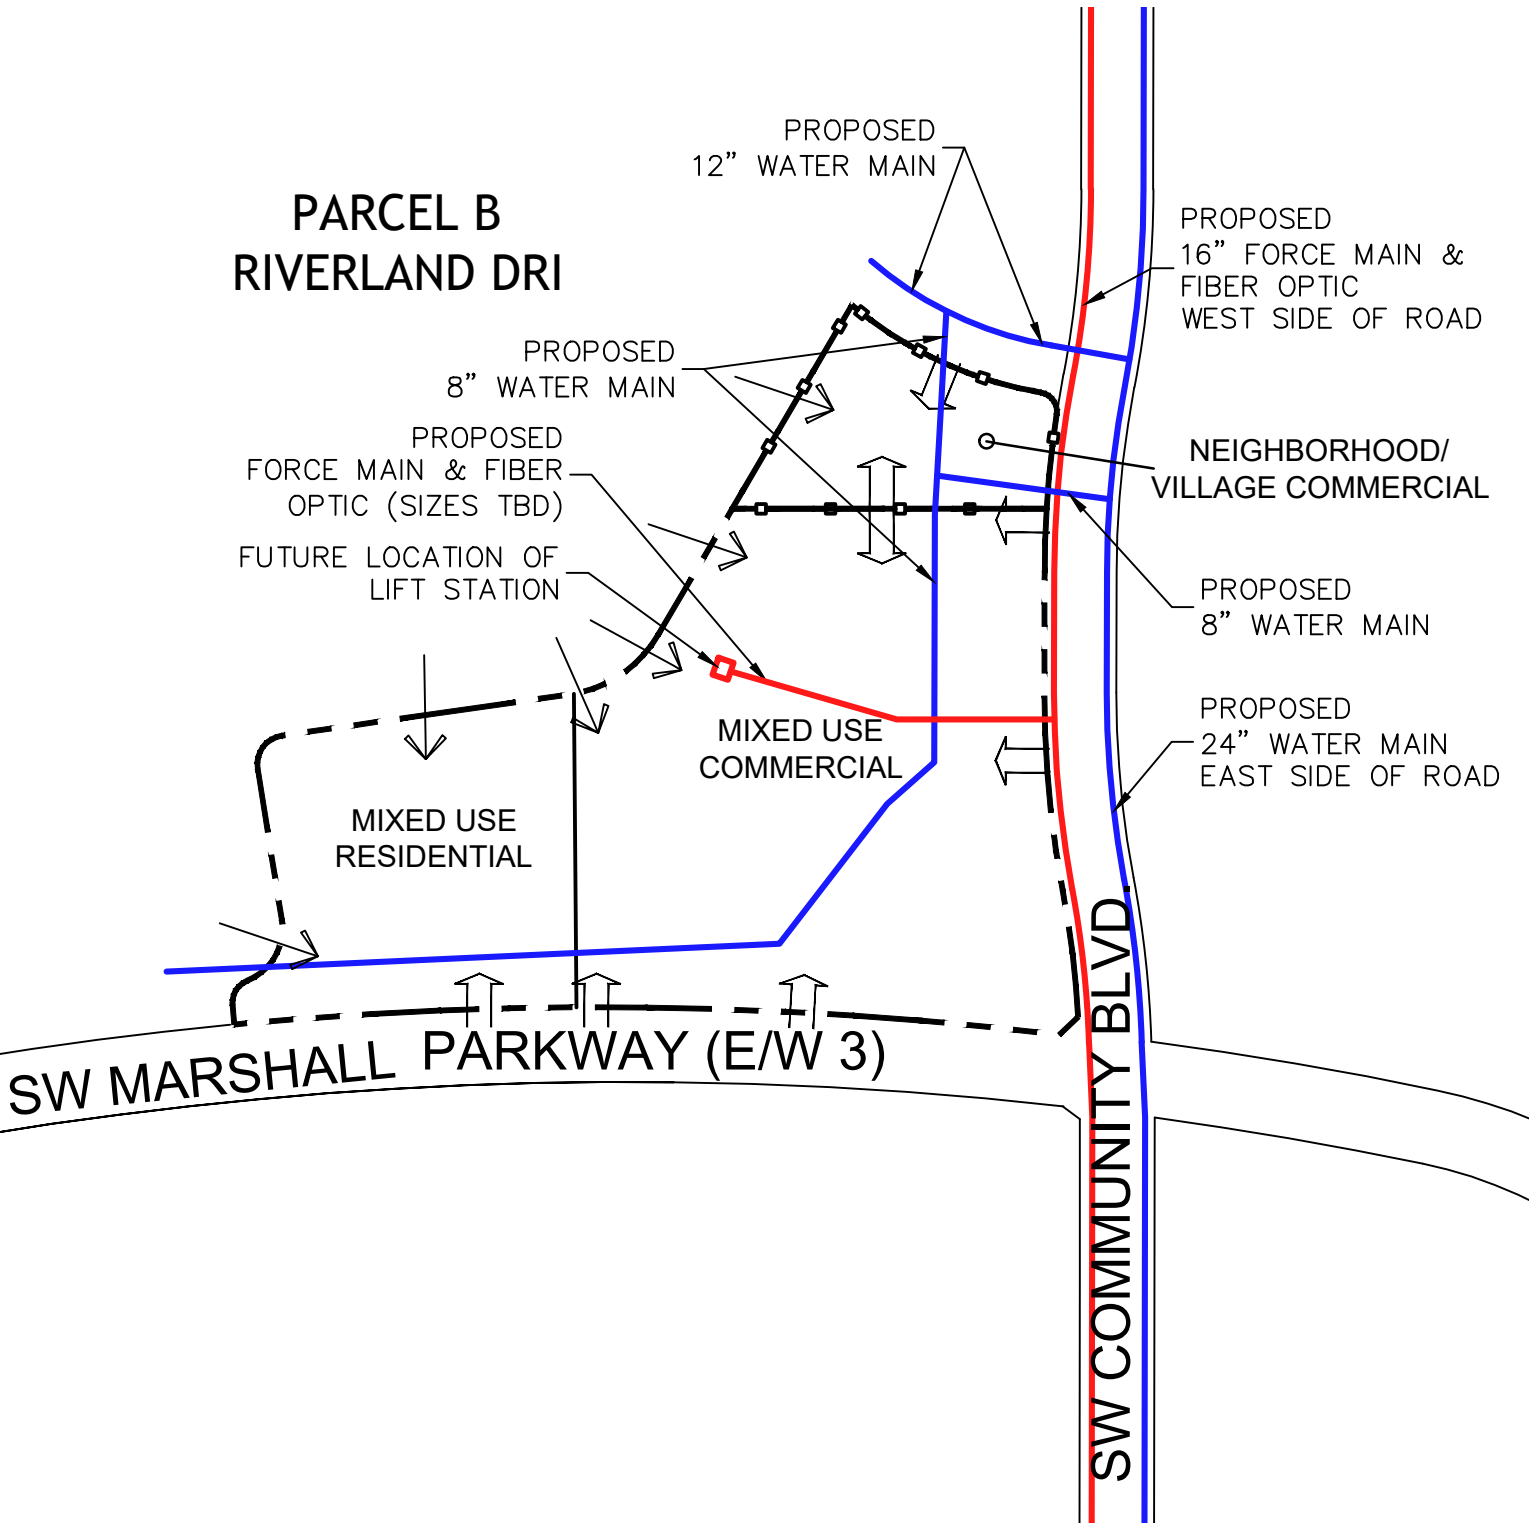 PROPOSED
12” WATER MAIN
PARCEL B
RIVERLAND DRI
PROPOSED
16” FORCE MAIN &
FIBER OPTIC
WEST SIDE OF ROAD
PROPOSED
8” WATER MAIN
PROPOSED
FORCE MAIN & FIBER
OPTIC (SIZES TBD)
NEIGHBORHOOD/
VILLAGE COMMERCIAL
FUTURE LOCATION OF
LIFT STATION
PROPOSED
8” WATER MAIN
PROPOSED
24” WATER MAIN
EAST SIDE OF ROAD
MIXED USE
COMMERCIAL
MIXED USE
RESIDENTIAL
SW MARSHALL PARKWAY (E/W 3)
SW COMMUNITY BLVD.